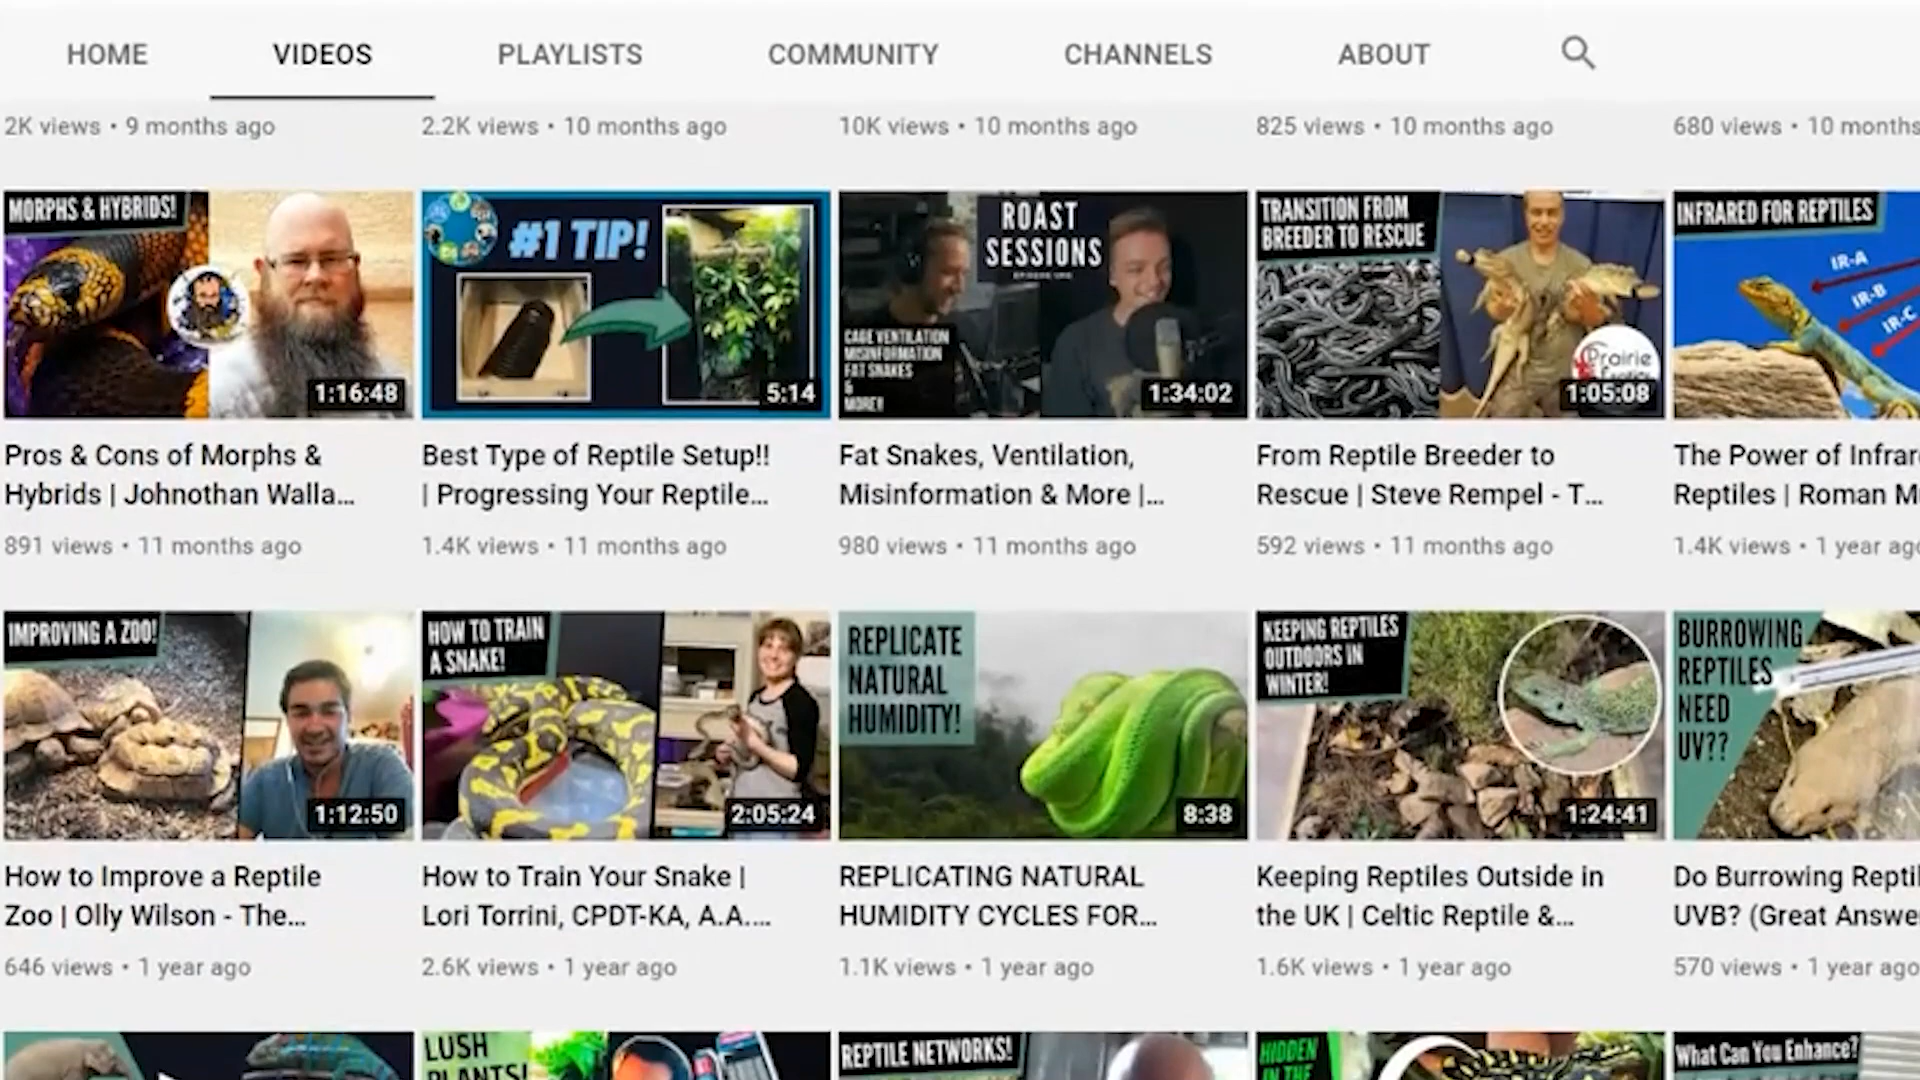 HOME VIDEOS PLAYLISTS COMMUNITY CHANNELS ABOUT
2K views • 9 months ago
2.2K views • 10 months ago
10K views • 10 months ago
825 views • 10 months ago
680 views • 10 months
MORPHS & HYBRIDS!
1:16:48
#1 TIP!
5:14
ROAST
SESSIONS
CAGE VENTILATION
MISINFORMATION
FAT SNAKES
&
MORE!!
1:34:02
TRANSITION FROM
BREEDER TO RESCUE
Prairie
1:05:08
INFRARED FOR REPTILES
IR-A
IR-B
IR-C
Pros & Cons of Morphs &
Hybrids | Johnothan Walla...
891 views • 11 months ago
Best Type of Reptile Setup!!
| Progressing Your Reptile...
1.4K views • 11 months ago
Fat Snakes, Ventilation,
Misinformation & More |...
980 views • 11 months ago
From Reptile Breeder to
Rescue | Steve Rempel - T...
592 views • 11 months ago
The Power of Infrar
Reptiles | Roman M
1.4K views • 1 year ago
IMPROVING A ZOO!
1:12:50
HOW TO TRAIN
A SNAKE!
2:05:24
REPLICATE
NATURAL
HUMIDITY!
8:38
KEEPING REPTILES
OUTDOORS IN
WINTER!
1:24:41
BURROWING
REPTILES
NEED
UV??
How to Improve a Reptile
Zoo | Olly Wilson - The...
646 views • 1 year ago
How to Train Your Snake |
Lori Torrini, CPDT-KA, A.A....
2.6K views • 1 year ago
REPLICATING NATURAL
HUMIDITY CYCLES FOR...
1.1K views • 1 year ago
Keeping Reptiles Outside in
the UK | Celtic Reptile &...
1.6K views • 1 year ago
Do Burrowing Repti
UVB? (Great Answe
570 views • 1 year ago
LUSH
PLANTS!
REPTILE NETWORKS!
HIDDEN
IN THE
What Can You Enhance?